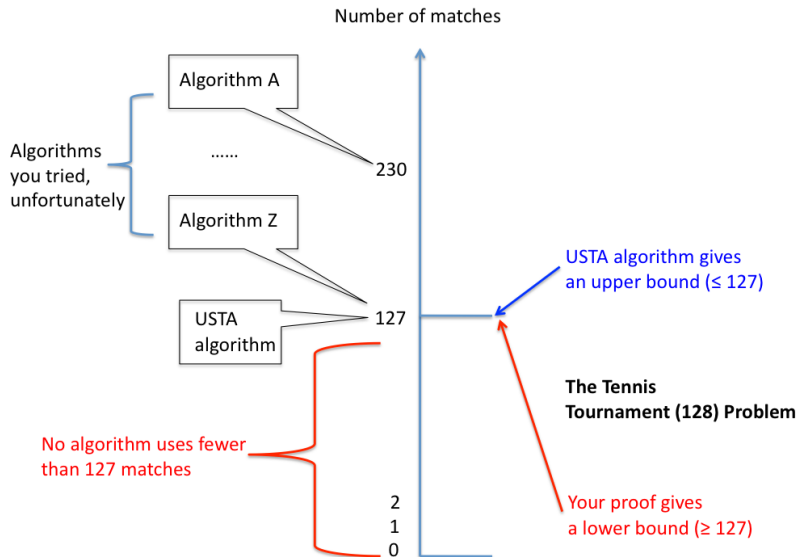 Number of matches
Algorithm A
......
Algorithms
you tried,
unfortunately
230
Algorithm Z
USTA algorithm gives
an upper bound (≤ 127)
USTA
algorithm
127
The Tennis
Tournament (128) Problem
No algorithm uses fewer
than 127 matches
2
1
0
Your proof gives
a lower bound (≥ 127)